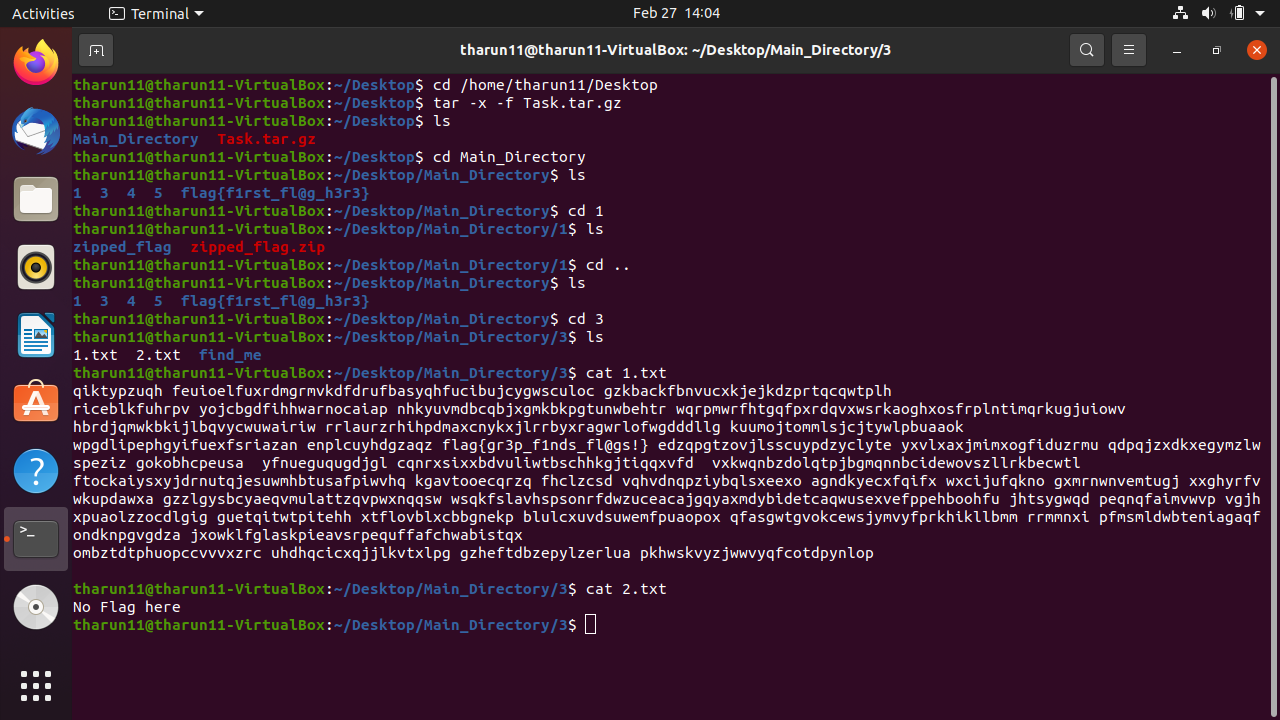 Activities
Terminal
Feb 27 14:04
tharun11@tharun11-VirtualBox: ~/Desktop/Main_Directory/3
tharun11@tharun11-VirtualBox:~/Desktop$ cd /home/tharun11/Desktop
tharun11@tharun11-VirtualBox:~/Desktop$ tar -x -f Task.tar.gz
tharun11@tharun11-VirtualBox:~/Desktop$ ls
Main_Directory  Task.tar.gz
tharun11@tharun11-VirtualBox:~/Desktop$ cd Main_Directory
tharun11@tharun11-VirtualBox:~/Desktop/Main_Directory$ ls
1  3  4  5  flag{f1rst_fl@g_h3r3}
tharun11@tharun11-VirtualBox:~/Desktop/Main_Directory$ cd 1
tharun11@tharun11-VirtualBox:~/Desktop/Main_Directory/1$ ls
zipped_flag  zipped_flag.zip
tharun11@tharun11-VirtualBox:~/Desktop/Main_Directory/1$ cd ..
tharun11@tharun11-VirtualBox:~/Desktop/Main_Directory$ ls
1  3  4  5  flag{f1rst_fl@g_h3r3}
tharun11@tharun11-VirtualBox:~/Desktop/Main_Directory$ cd 3
tharun11@tharun11-VirtualBox:~/Desktop/Main_Directory/3$ ls
1.txt  2.txt  find_me
tharun11@tharun11-VirtualBox:~/Desktop/Main_Directory/3$ cat 1.txt
qiktypzuqh feuioelfuxrdmgrmvkdfdrufbasyqhfucibujcygwsculoc gzkbackfbnvucxkjejkdzprtqcqwtplh
riceblkfuhrpv yojcbgdfihhwarnocaiap nhkyuvmdbcqbjxgmkbkpgtunwbehtr wqrpmwrfhtgqfpxrdqvxwsrkaoghxosfrplntimqrkugjuiowv
hbrdjqmwkbkijlbqvycwuwairiw rrlaurzrhihpdmaxcnykxjlrrbyxragwrlofwgdddllg kuumojtommlsjcjtywlpbuaaok
wpgdlipephgyifuexfsriazan enplcuyhdgzaqz flag{gr3p_f1nds_fl@gs!} edzqpgtzovjlsscuypdzyclyte yxvlxaxjmimxogfiduzrmu qdpqjzxdkxegymzlw
speziz gokobhcpeusa  yfnueguqugdjgl cqnrxsixxbdvuliwtbschhkgjtiqqxvfd  vxkwqnbzdolqtpjbgmqnnbcidewovszllrkbecwtl
ftockaiysxyjdrnutqjesuwmhbtusafpiwvhq kgavtooecqrzq fhclzcsd vqhvdnqpziybqlsxeexo agndkyecxfqifx wxcijufqkno gxmrnwnvemtugj xxghyrfv
wkupdawxa gzzlgysbcyaeqvmulattzqvpwxnqqsw wsqkfslavhspsonrfdwzuceacajgqyaxmdybidetcaqwusexvefppehboohfu jhtsygwqd peqnqfaimvwvp vgjh
xpuaolzzocdlgig guetqitwtpitehh xtflovblxcbbgnekp blulcxuvdsuwemfpuaopox qfasgwtgvokcewsjymvyfprkhikllbmm rrmmnxi pfmsmldwbteniagaqf
ondknpgvgdza jxowklfglaskpieavsrpequffafchwabistqx
ombztdtphuopccvvvxzrc uhdhqcicxqjjlkvtxlpg gzheftdbzepylzerlua pkhwskvyzjwwvyqfcotdpynlop
tharun11@tharun11-VirtualBox:~/Desktop/Main_Directory/3$ cat 2.txt
No Flag here
tharun11@tharun11-VirtualBox:~/Desktop/Main_Directory/3$